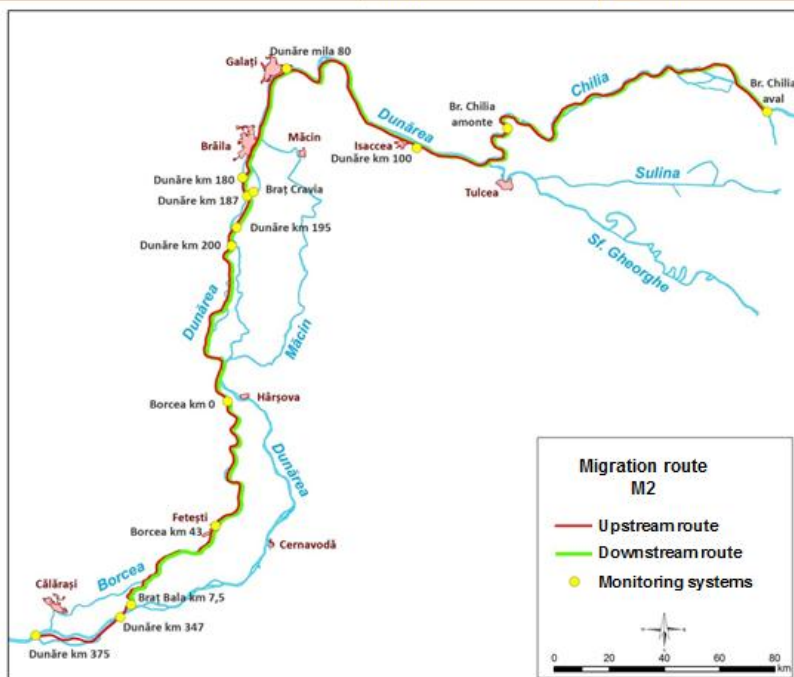 Dunăre mila 80
Galați
Chilia
Br. Chilia
aval
Br. Chilia
amonte
Dunărea
Brăila
Măcin
Isaccea
Dunăre km 100
Sulina
Tulcea
Dunăre km 180
Braț Cravia
Dunăre km 187
Dunăre km 195
Dunăre km 200
Sf. Gheorghe
Dunărea
Măcin
Hârșova
Borcea km 0
Dunărea
Fetești
Borcea km 43
Cernavodă
Borcea
Călărași
Braț Bala km 7,5
Dunăre km 347
Dunăre km 375
Migration route
M2
Upstream route
Downstream route
Monitoring systems
0 20 40 60 80
km